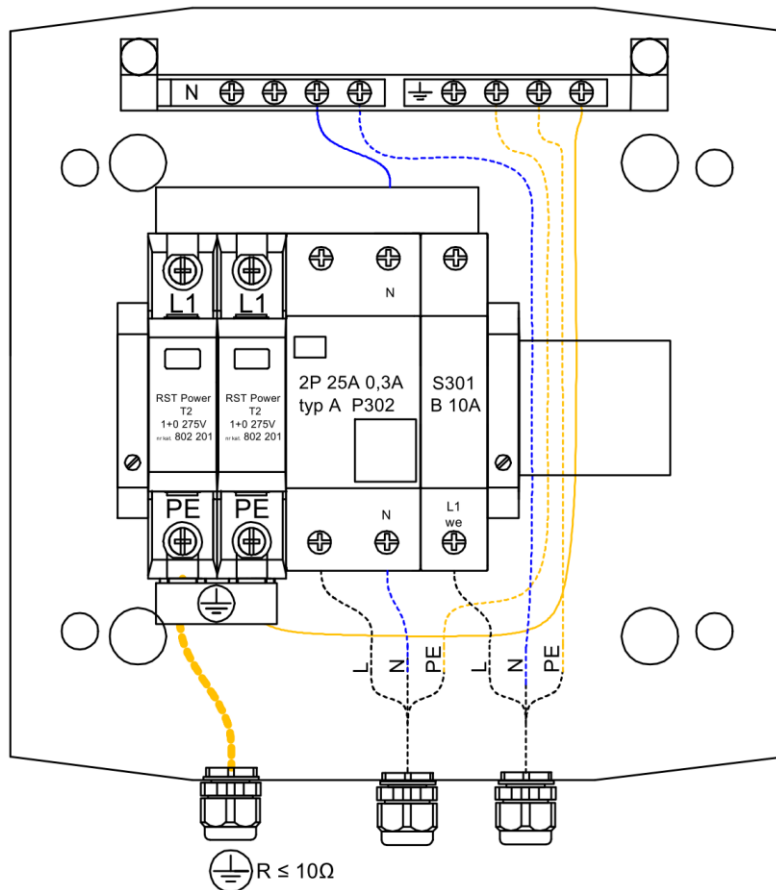 N
L1 L1
N
RST Power
T2
1+0 275V
nr kat. 802 201
RST Power
T2
1+0 275V
nr kat. 802 201
2P 25A 0,3A
typ A P302
S301
B 10A
PE PE
N
L1
we
L N PE L N PE
R ≤ 10Ω